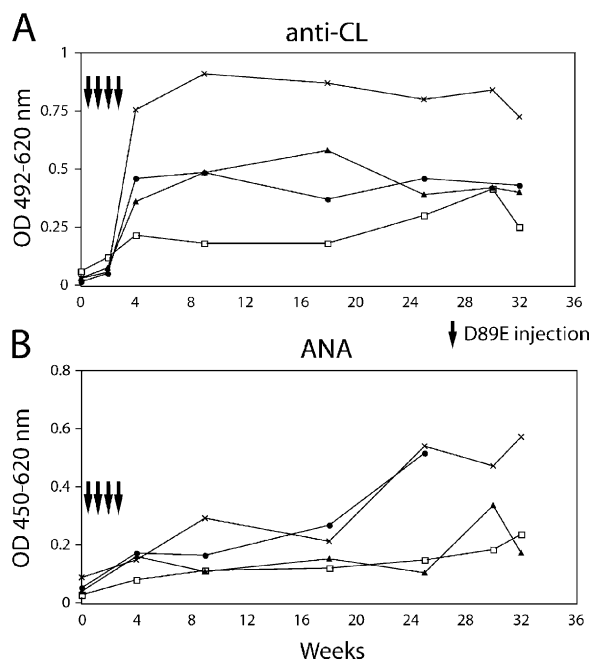 A
anti-CL
OD 492-620 nm
1
0.75
0.5
0.25
0
0 4 8 12 16 20 24 28 32 36
D89E injection
B
ANA
OD 450-620 nm
0.8
0.6
0.4
0.2
0
0 4 8 12 16 20 24 28 32 36
Weeks